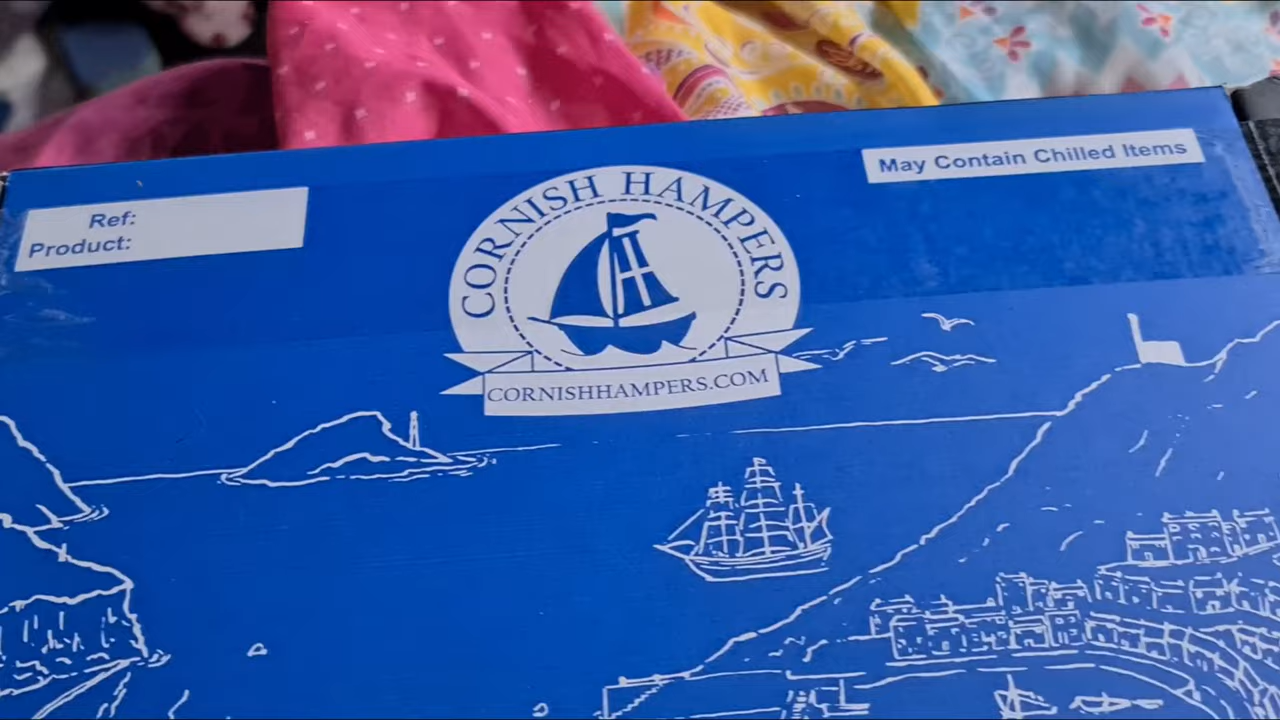 Ref:
Product:
May Contain Chilled Items
CORNISH HAMPERS
H
CORNISHHAMPERS.COM